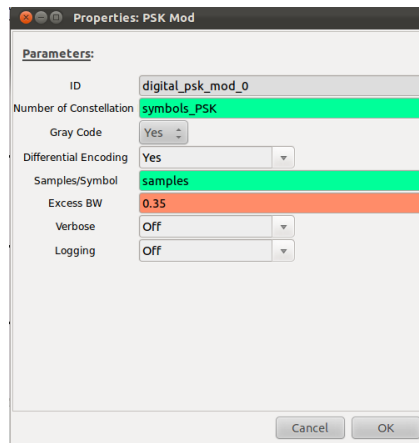 Properties: PSK Mod
Parameters:
ID digital_psk_mod_0
Number of Constellation symbols_PSK
Gray Code Yes
Differential Encoding Yes
Samples/Symbol samples
Excess BW 0.35
Verbose Off
Logging Off
Cancel OK